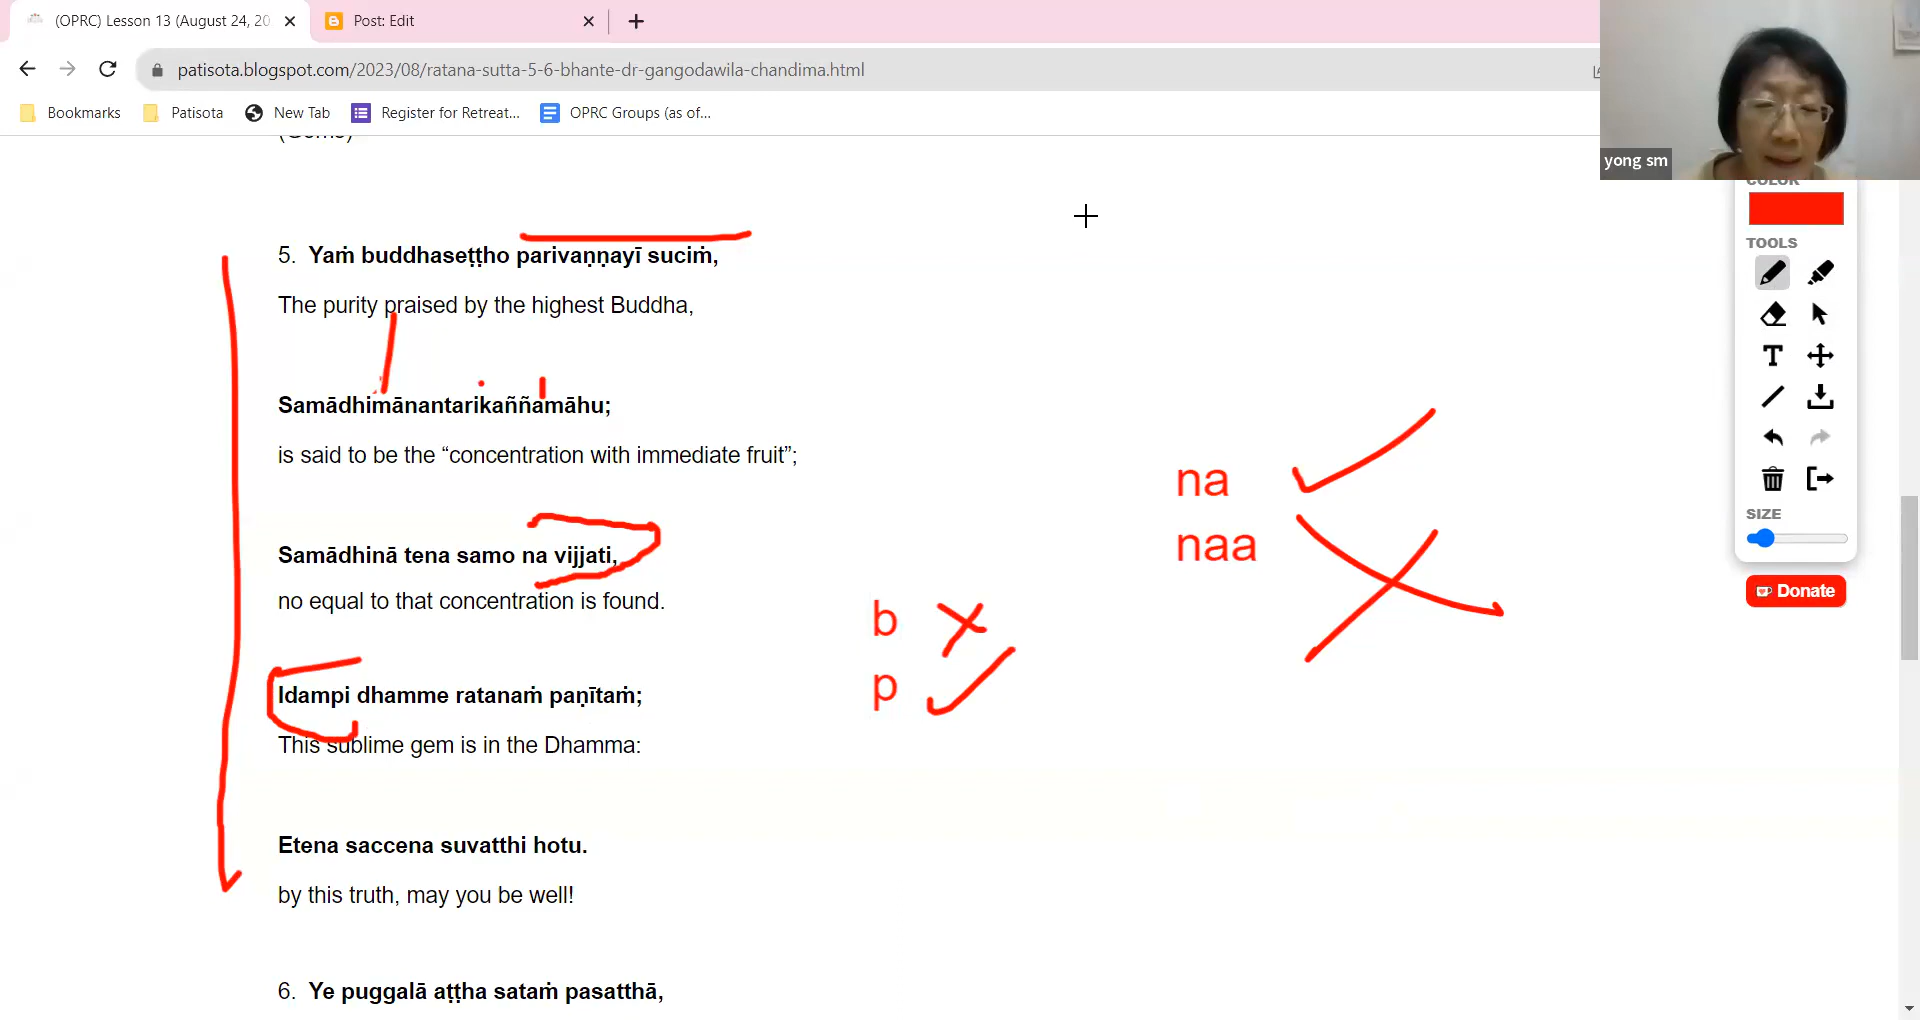 (OPRC) Lesson 13 (August 24, 20
Post: Edit
patisota.blogspot.com/2023/08/ratana-sutta-5-6-bhante-dr-gangodawila-chandima.html
Bookmarks Patisota New Tab Register for Retreat... OPRC Groups (as of...
yong sm
COLOR
TOOLS
SIZE
Donate
5. Yaṁ buddhaseṭṭho parivaṇṇayī suciṁ,
The purity praised by the highest Buddha,
Samādhimānantarikaññamāhu;
is said to be the “concentration with immediate fruit”;
Samādhinā tena samo na vijjati,
no equal to that concentration is found.
Idampi dhamme ratanaṁ paṇītaṁ;
This sublime gem is in the Dhamma:
Etena saccena suvatthi hotu.
by this truth, may you be well!
6. Ye puggalā aṭṭha sataṁ pasatthā,
na
naa
b
p